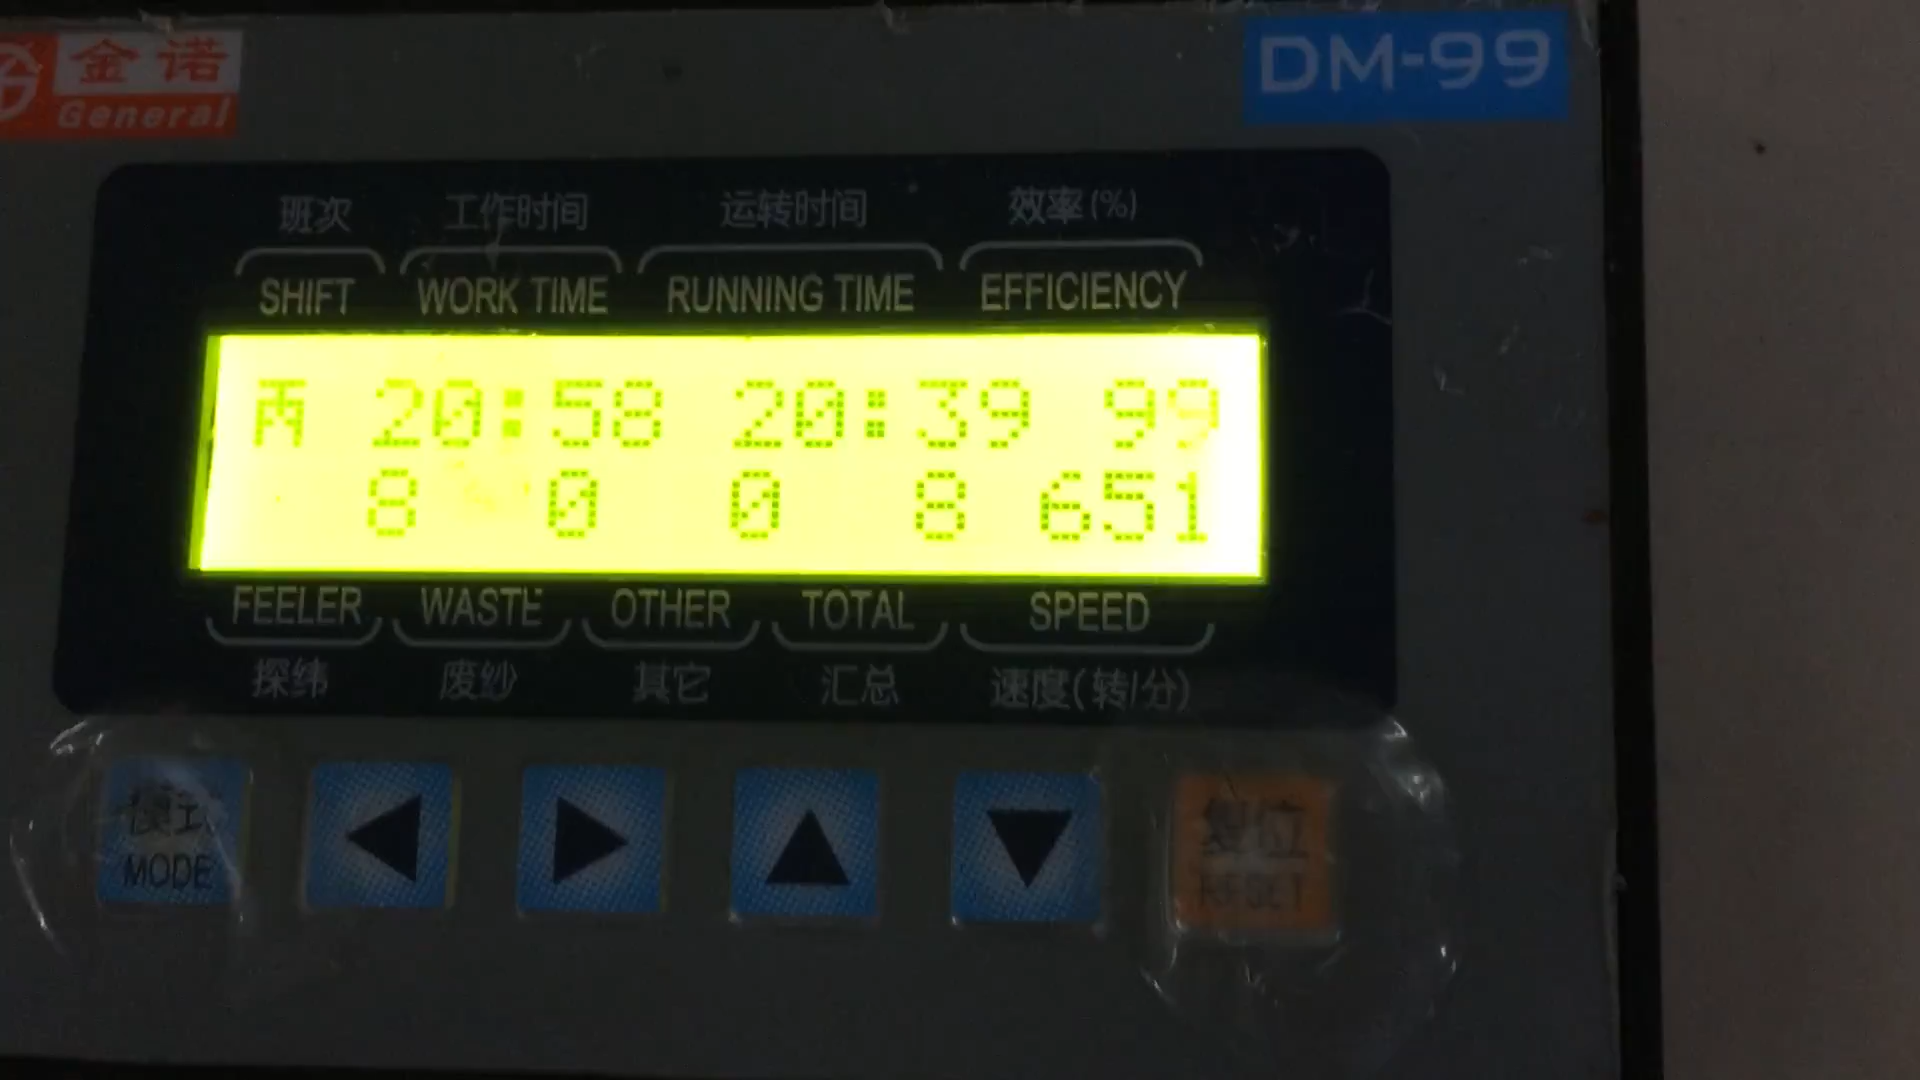 金诺
General
DM-99
班次 工作时间 运转时间 效率(%)
SHIFT WORK TIME RUNNING TIME EFFICIENCY
丙 20:58 20:39 99
8 0 0 8 651
FEELER WASTE OTHER TOTAL SPEED
探纬 废纱 其它 汇总 速度(转/分)
模式 复位
MODE RESET